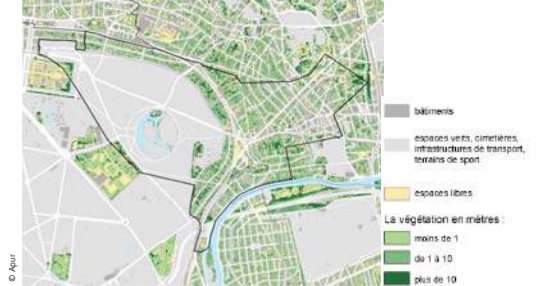 bâtiments
espaces verts, cimetières,
infrastructures de transport,
terrains de sport
espaces libres
La végétation en mètres :
moins de 1
de 1 à 10
plus de 10
© Apur